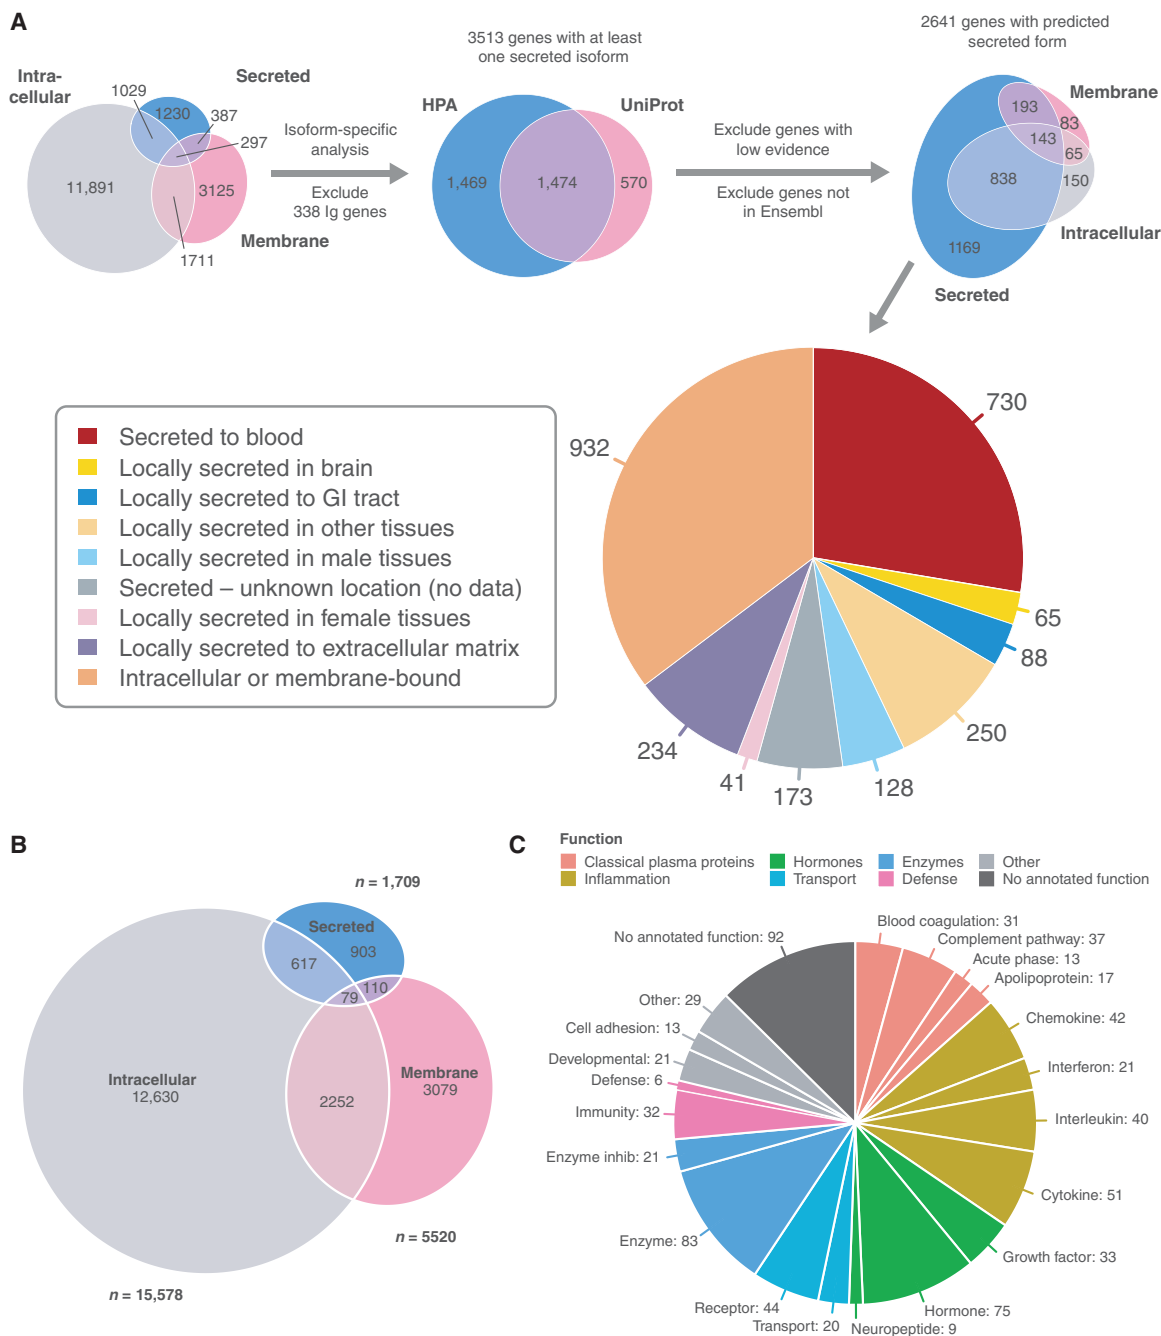 A
Intra-
cellular
1029
Secreted
1230
387
297
11,891
3125
Membrane
1711
Isoform-specific
analysis
Exclude
338 Ig genes
3513 genes with at least
one secreted isoform
HPA
UniProt
1,469
1,474
570
Exclude genes with
low evidence
Exclude genes not
in Ensembl
2641 genes with predicted
secreted form
Membrane
193
83
143
65
838
150
Intracellular
1169
Secreted
Secreted to blood
Locally secreted in brain
Locally secreted to GI tract
Locally secreted in other tissues
Locally secreted in male tissues
Secreted – unknown location (no data)
Locally secreted in female tissues
Locally secreted to extracellular matrix
Intracellular or membrane-bound
932
730
65
88
250
128
173
41
234
B
n = 1,709
Secreted
903
617
110
79
Intracellular
12,630
Membrane
3079
2252
n = 5520
n = 15,578
C
Function
Classical plasma proteins
Hormones
Enzymes
Other
Inflammation
Transport
Defense
No annotated function
No annotated function: 92
Blood coagulation: 31
Complement pathway: 37
Acute phase: 13
Apolipoprotein: 17
Chemokine: 42
Interferon: 21
Interleukin: 40
Cytokine: 51
Growth factor: 33
Hormone: 75
Neuropeptide: 9
Transport: 20
Receptor: 44
Enzyme: 83
Enzyme inhib: 21
Immunity: 32
Defense: 6
Developmental: 21
Cell adhesion: 13
Other: 29